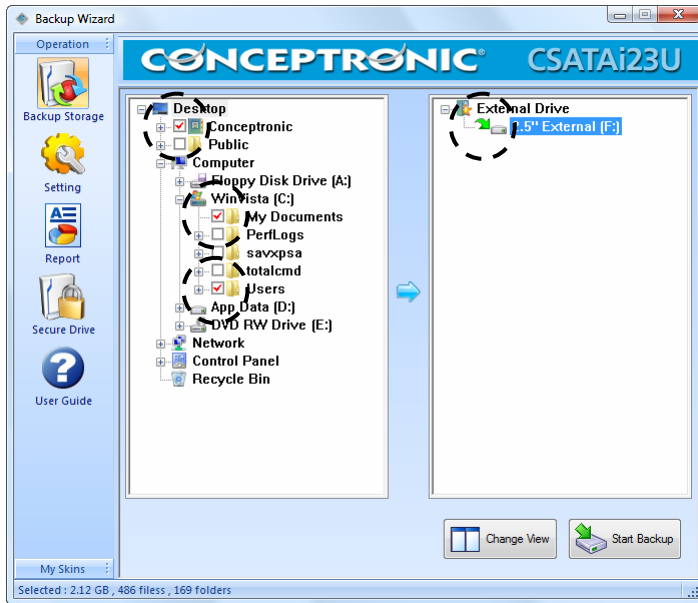 Backup Wizard
Operation
Backup Storage
Setting
Report
Secure Drive
User Guide
My Skins
CONCEPTRONIC® CSATAi23U
Desktop
Conceptronic
Public
Computer
Floppy Disk Drive (A:)
WinVista (C:)
My Documents
PerfLogs
savxpsa
totalcmd
Users
App Data (D:)
DVD RW Drive (E:)
Network
Control Panel
Recycle Bin
External Drive
2.5" External (F:)
Change View
Start Backup
Selected : 2.12 GB , 486 filess , 169 folders